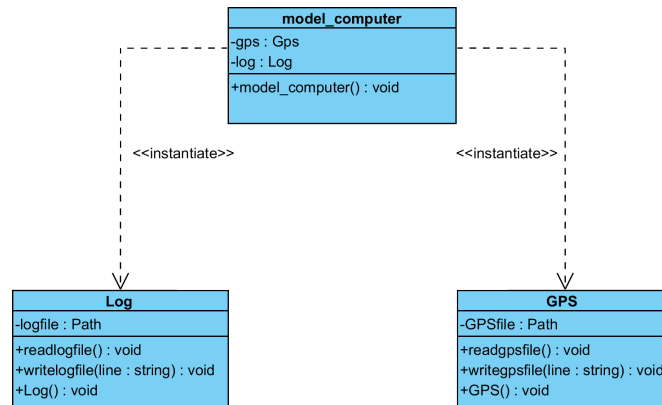 model_computer
-gps : Gps
-log : Log
+model_computer() : void
<<instantiate>>
<<instantiate>>
Log
-logfile : Path
+readlogfile() : void
+writelogfile(line : string) : void
+Log() : void
GPS
-GPSfile : Path
+readgpsfile() : void
+writegpsfile(line : string) : void
+GPS() : void